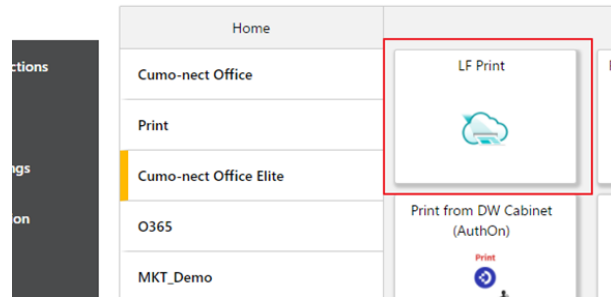 Home
ctions
Cumo-nect Office
LF Print
Print
ngs
Cumo-nect Office Elite
on
O365
Print from DW Cabinet
(AuthOn)
Print
MKT_Demo